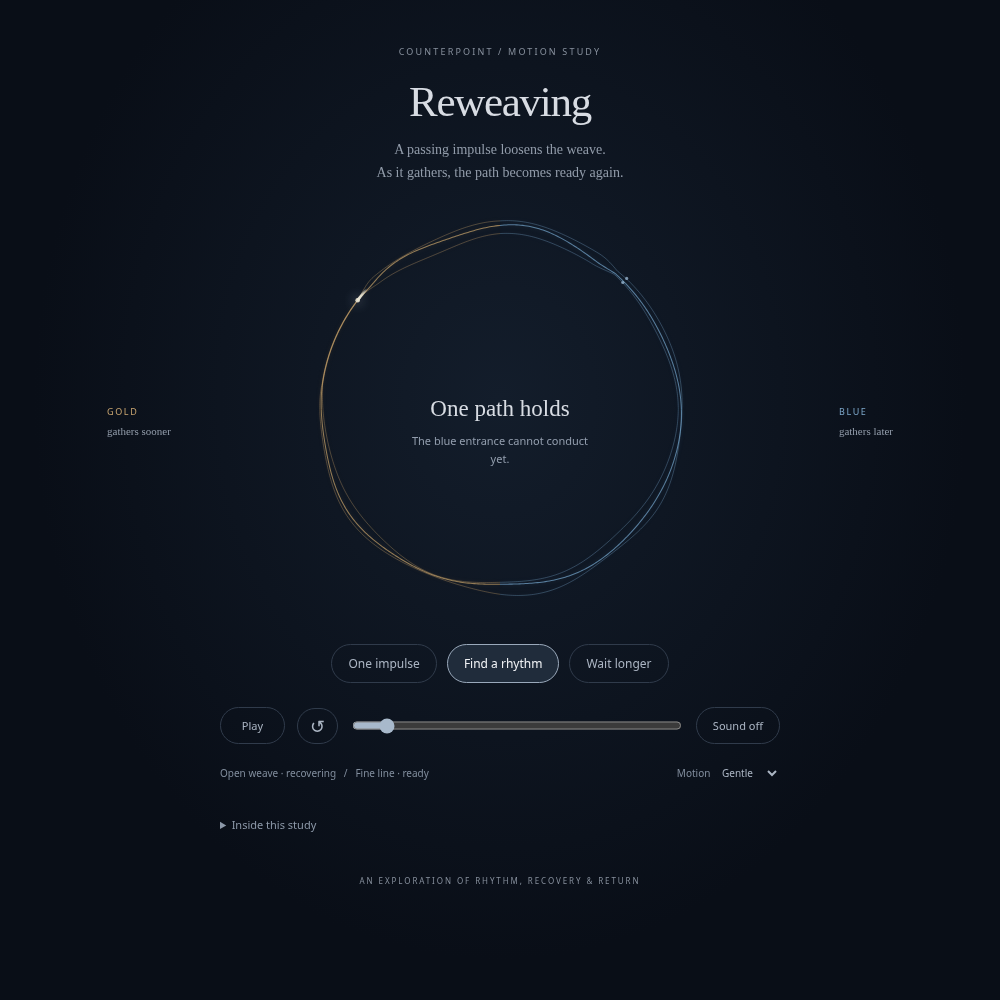 COUNTERPOINT / MOTION STUDY
Reweaving
A passing impulse loosens the weave.
As it gathers, the path becomes ready again.
GOLD
gathers sooner
One path holds
The blue entrance cannot conduct
yet.
BLUE
gathers later
One impulse
Find a rhythm
Wait longer
Play
↺
Sound off
Open weave · recovering / Fine line · ready
Motion Gentle
Inside this study
AN EXPLORATION OF RHYTHM, RECOVERY & RETURN